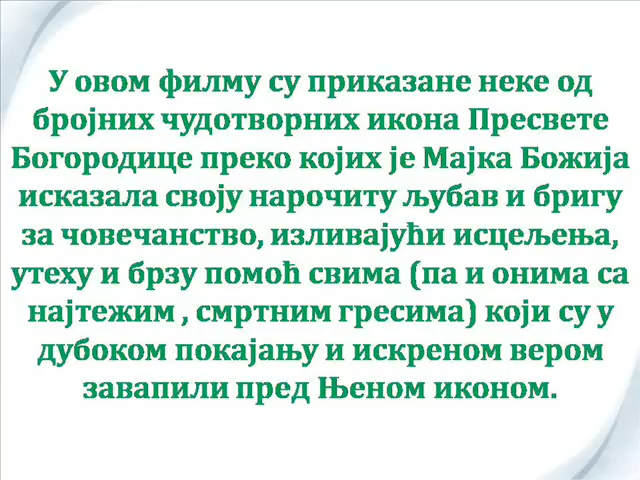 У овом филму су приказане неке од
бројних чудотворних икона Пресвете
Богородице преко којих је Мајка Божија
исказала своју нарочиту љубав и бригу
за човечанство, изливајући исцељења,
утеху и брзу помоћ свима (па и онима са
најтежим , смртним гресима) који су у
дубоком покајању и искреном вером
завапили пред Њеном иконом.